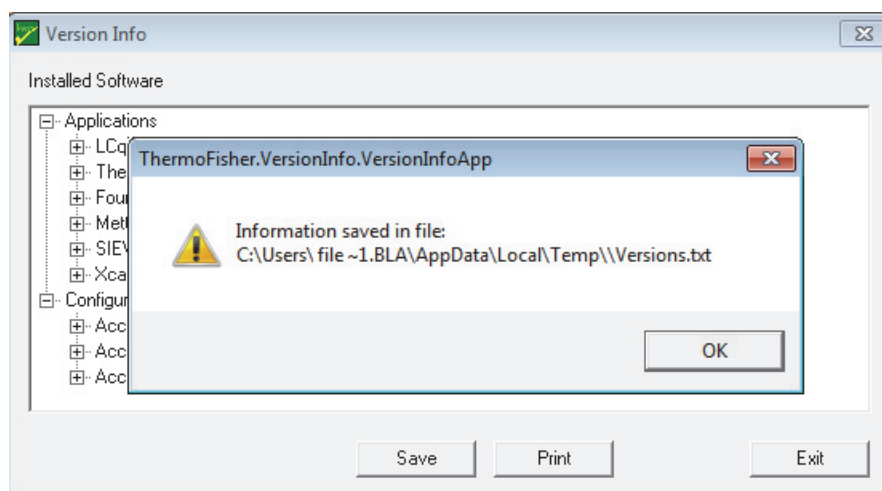 Version Info
Installed Software
Applications
LCq
The
Four
Met
SIEV
Xca
ThermoFisher.VersionInfo.VersionInfoApp
Information saved in file:
C:\Users\ file ~1.BLA\AppData\Local\Temp\\Versions.txt
OK
Configur
Acc
Acc
Acc
Save
Print
Exit